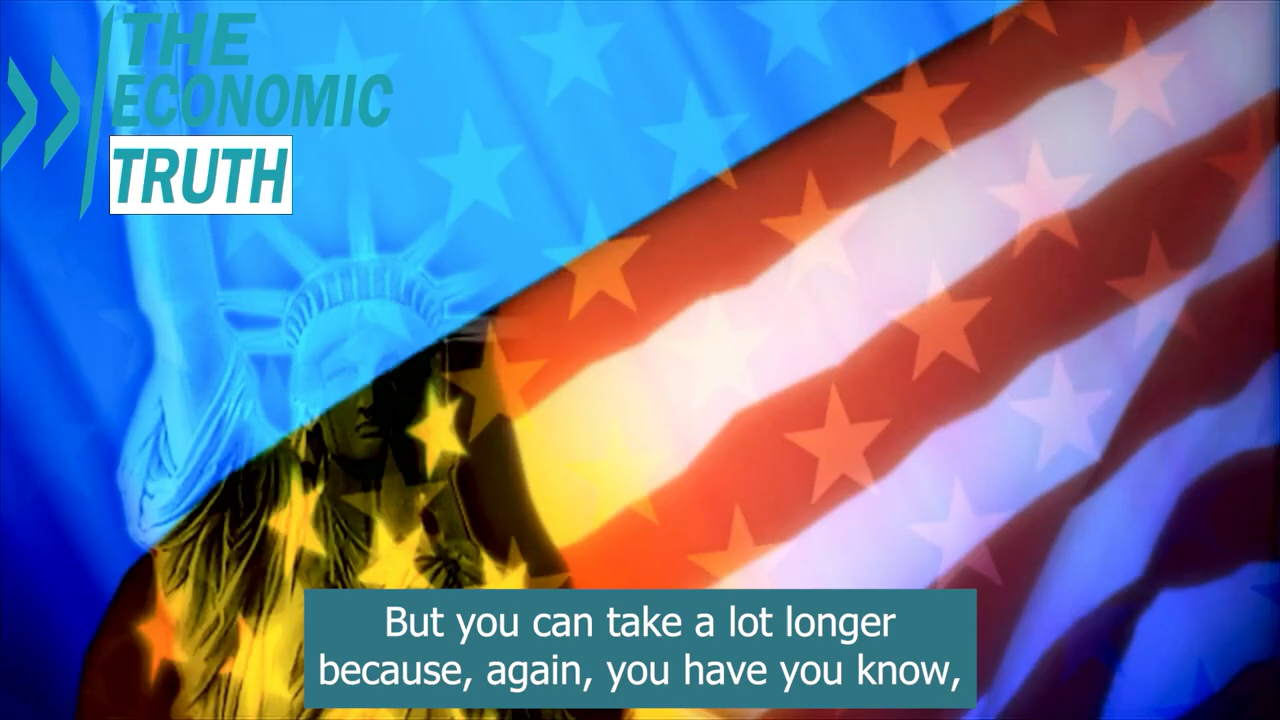 THE
ECONOMIC
TRUTH
But you can take a lot longer
because, again, you have you know,